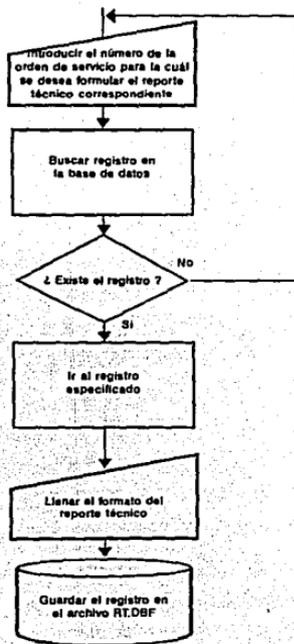 Introducir el número de la
orden de servicio para la cuál
se desea formular el reporte
técnico correspondiente
Buscar registro en
la base de datos
¿ Existe el registro ?
No
Sí
Ir al registro
especificado
Llenar el formato del
reporte técnico
Guardar el registro en
el archivo RT.DBF